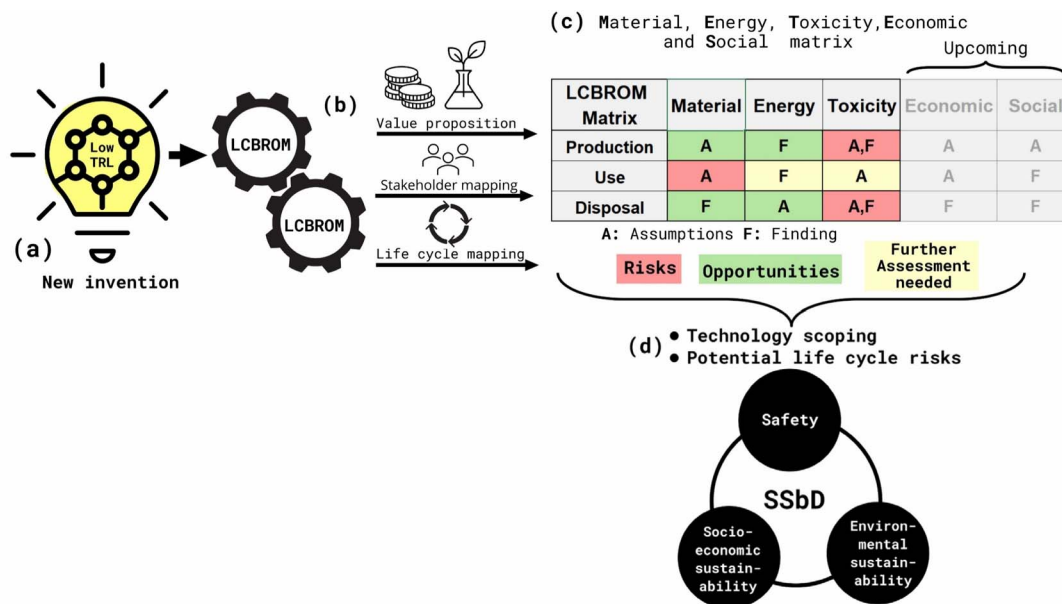 (a)
Low
TRL
New invention
LCBROM
LCBROM
(b)
Value proposition
Stakeholder mapping
Life cycle mapping
(c) Material, Energy, Toxicity,Economic
and Social matrix
Upcoming
LCBROM
Matrix
Material Energy Toxicity Economic Social
Production A F A,F A A
Use A F A A F
Disposal F A A,F F F
A: Assumptions F: Finding
Risks
Opportunities
Further
Assessment
needed
(d)
● Technology scoping
● Potential life cycle risks
Safety
SSbD
Socio-
economic
sustain-
ability
Environ-
mental
sustain-
ability